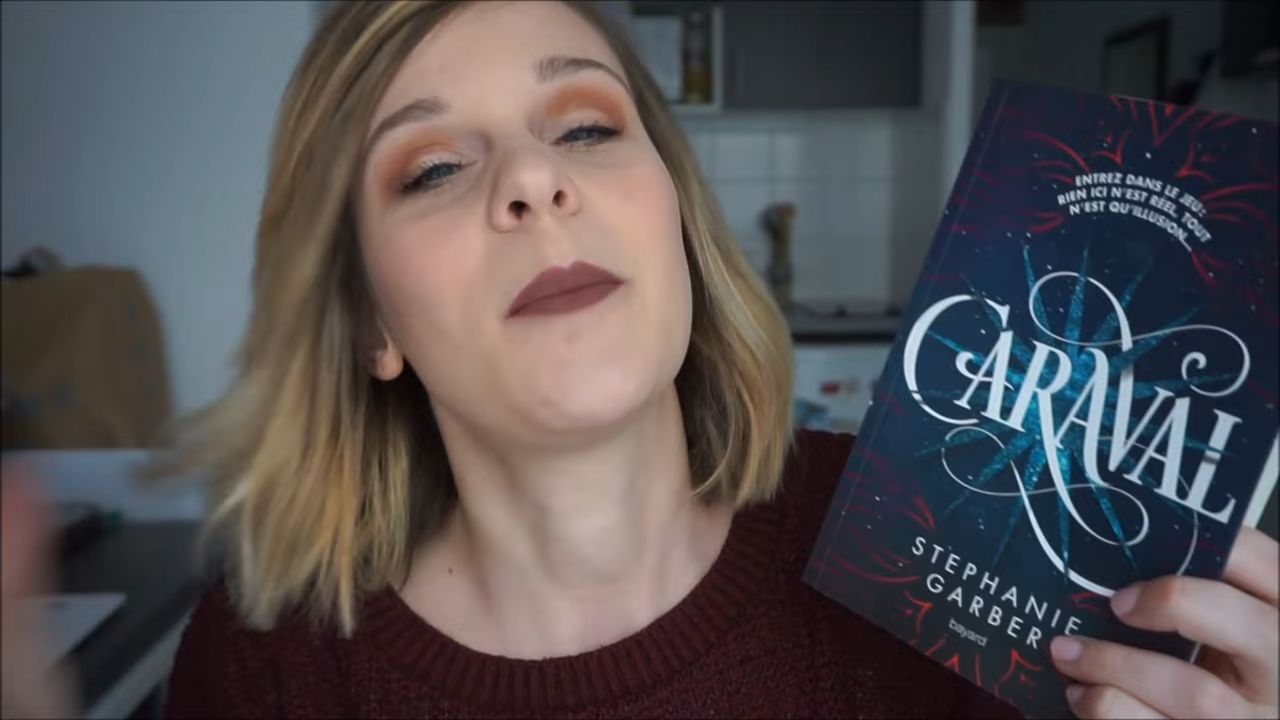 ENTREZ DANS LE JEU:
RIEN ICI N'EST RÉEL, TOUT
N'EST QU'ILLUSION...
CARAVAL
STEPHANIE
GARBER
bayard